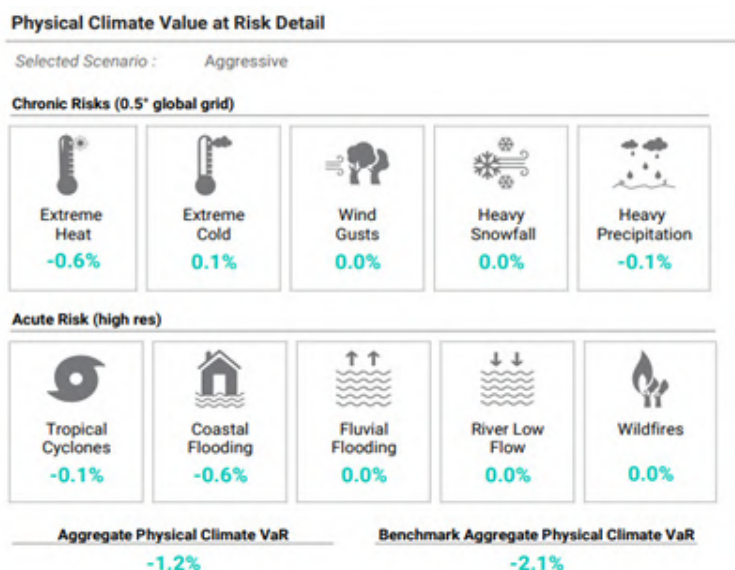 Physical Climate Value at Risk Detail
Selected Scenario : Aggressive
Chronic Risks (0.5° global grid)
Extreme Heat
-0.6%
Extreme Cold
0.1%
Wind Gusts
0.0%
Heavy Snowfall
0.0%
Heavy Precipitation
-0.1%
Acute Risk (high res)
Tropical Cyclones
-0.1%
Coastal Flooding
-0.6%
Fluvial Flooding
0.0%
River Low Flow
0.0%
Wildfires
0.0%
Aggregate Physical Climate VaR
-1.2%
Benchmark Aggregate Physical Climate VaR
-2.1%